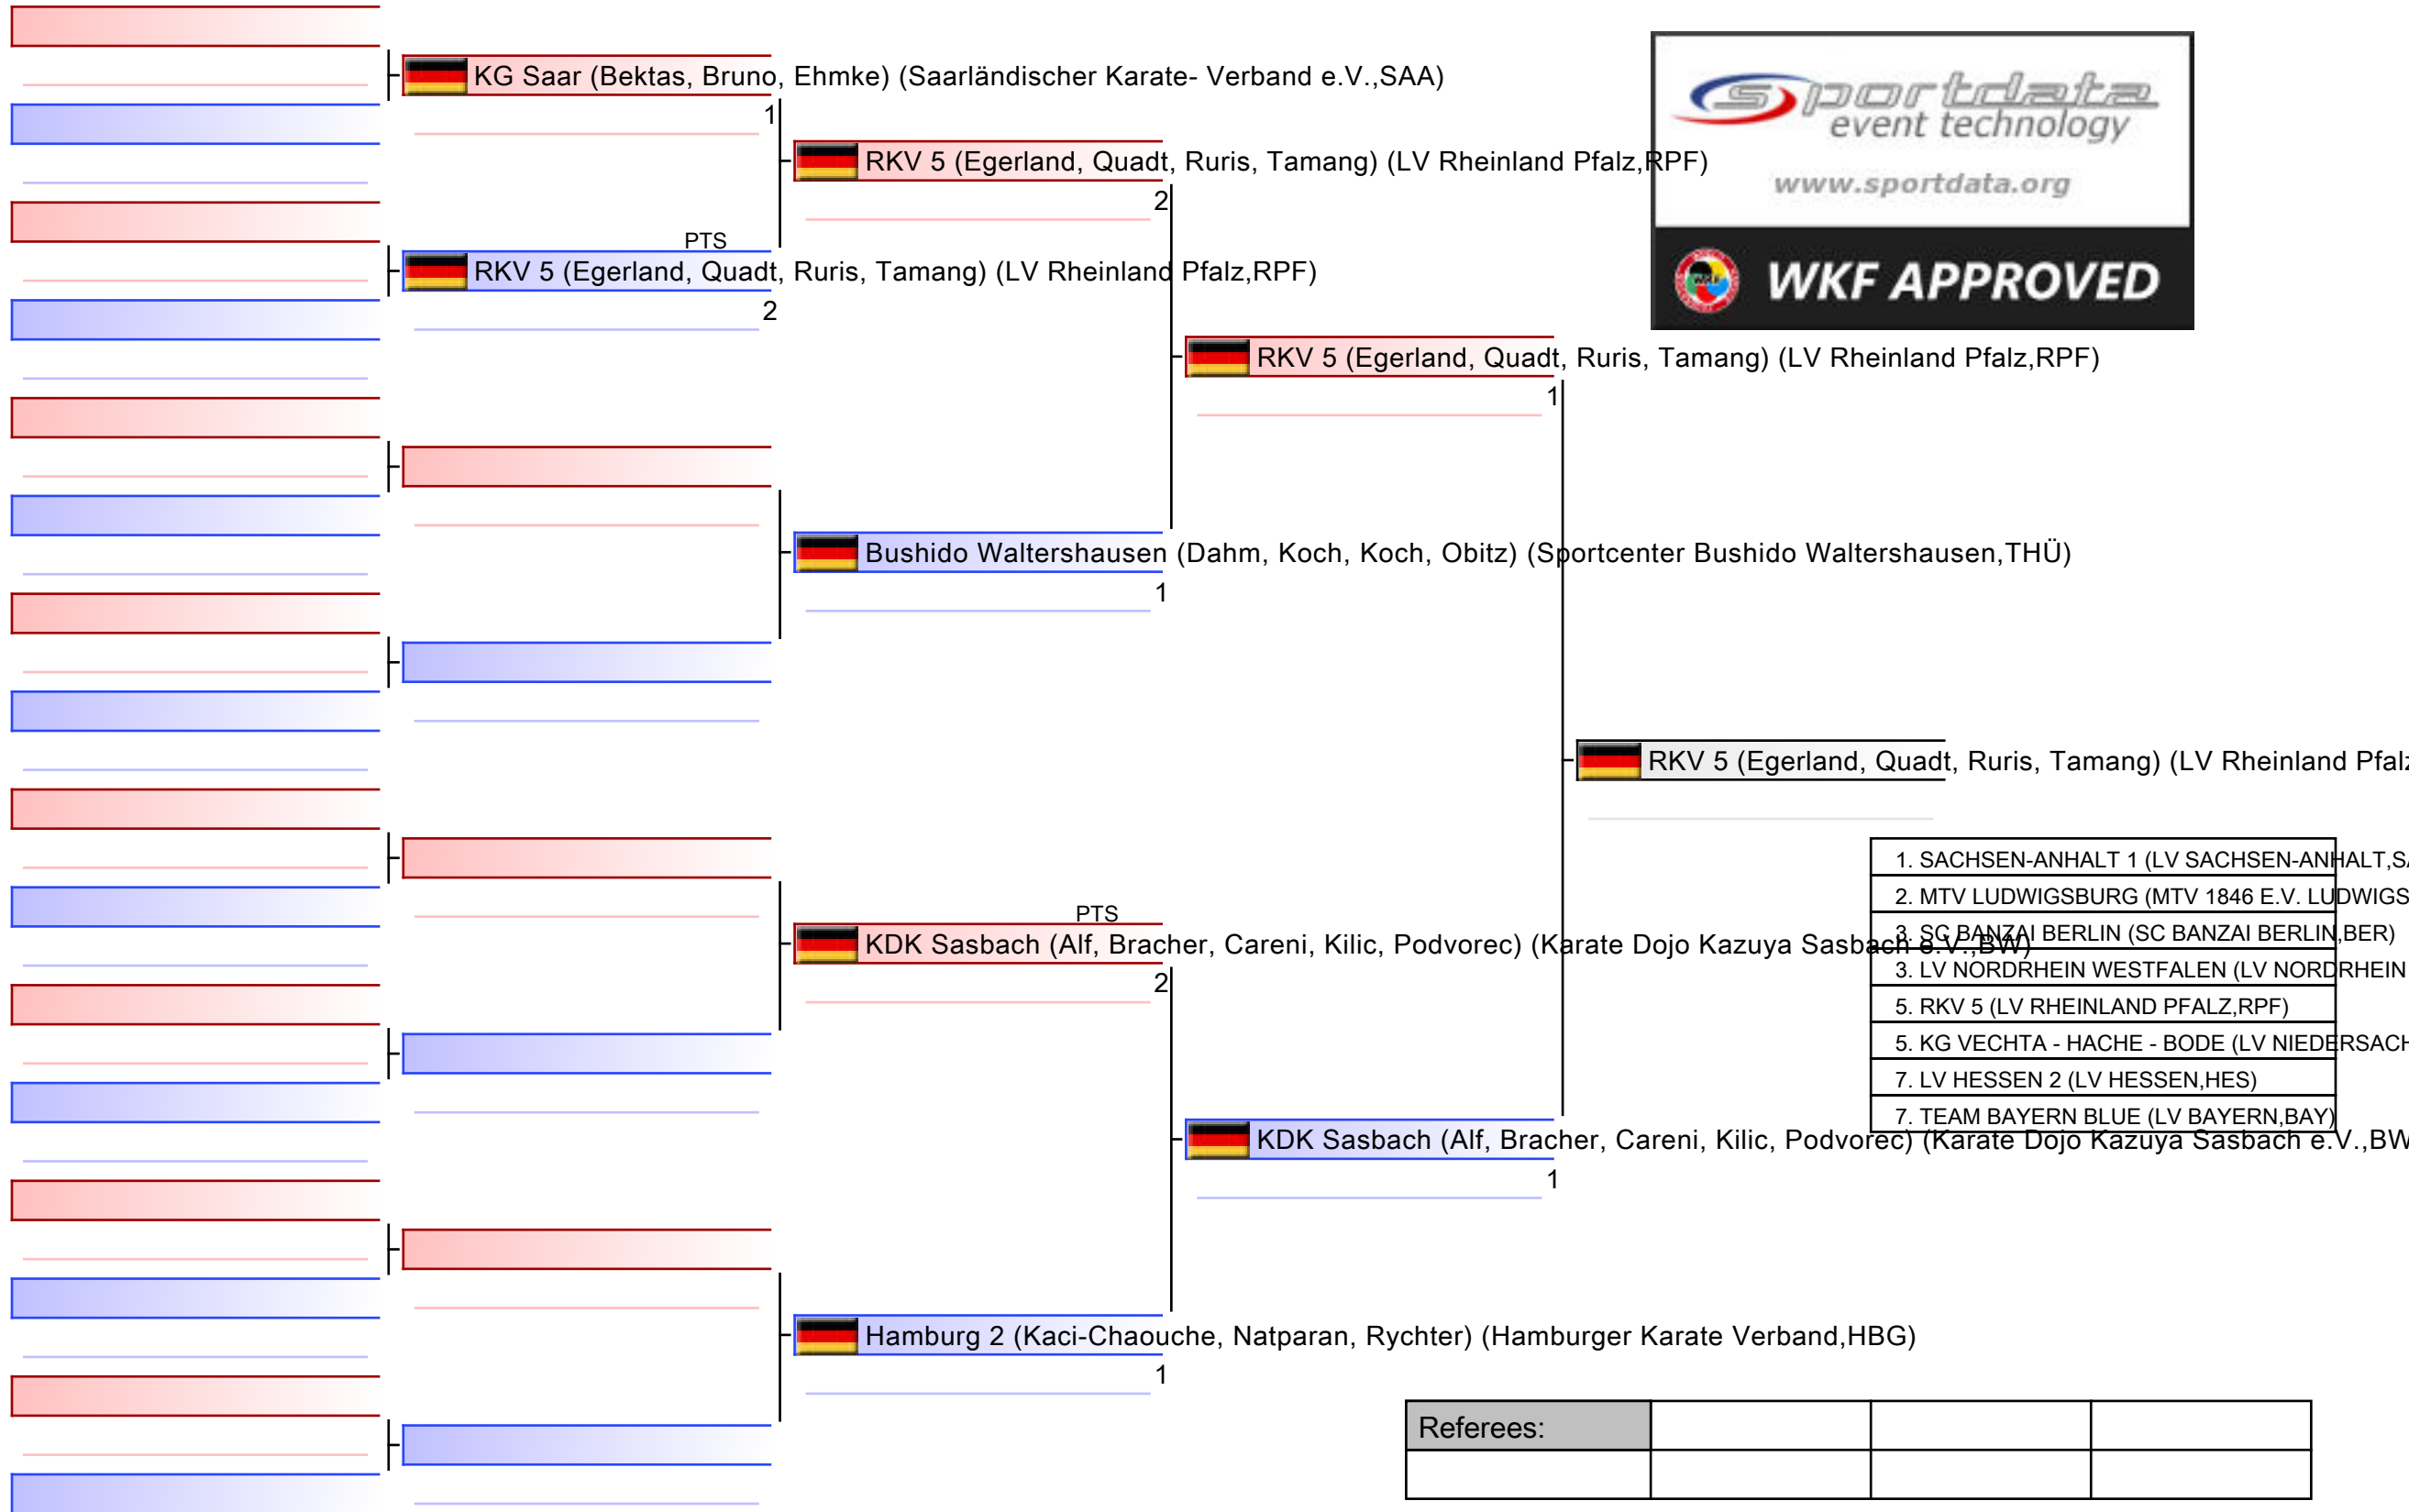 KG Saar (Bektas, Bruno, Ehmke) (Saarländischer Karate- Verband e.V.,SAA)
1
sportdata
event technology
www.sportdata.org
WKF APPROVED
RKV 5 (Egerland, Quadt, Ruris, Tamang) (LV Rheinland Pfalz,RPF)
2
PTS
RKV 5 (Egerland, Quadt, Ruris, Tamang) (LV Rheinland Pfalz,RPF)
2
RKV 5 (Egerland, Quadt, Ruris, Tamang) (LV Rheinland Pfalz,RPF)
1
Bushido Waltershausen (Dahm, Koch, Koch, Obitz) (Sportcenter Bushido Waltershausen,THÜ)
1
RKV 5 (Egerland, Quadt, Ruris, Tamang) (LV Rheinland Pfalz
1. SACHSEN-ANHALT 1 (LV SACHSEN-ANHALT,SA
2. MTV LUDWIGSBURG (MTV 1846 E.V. LUDWIGS
PTS
KDK Sasbach (Alf, Bracher, Careni, Kilic, Podvorec) (Karate Dojo Kazuya Sasbach e.V.,BW)
2
3. SC BANZAI BERLIN (SC BANZAI BERLIN,BER)
3. LV NORDRHEIN WESTFALEN (LV NORDRHEIN
5. RKV 5 (LV RHEINLAND PFALZ,RPF)
5. KG VECHTA - HACHE - BODE (LV NIEDERSACH
7. LV HESSEN 2 (LV HESSEN,HES)
7. TEAM BAYERN BLUE (LV BAYERN,BAY)
KDK Sasbach (Alf, Bracher, Careni, Kilic, Podvorec) (Karate Dojo Kazuya Sasbach e.V.,BW
1
Hamburg 2 (Kaci-Chaouche, Natparan, Rychter) (Hamburger Karate Verband,HBG)
1
Referees: